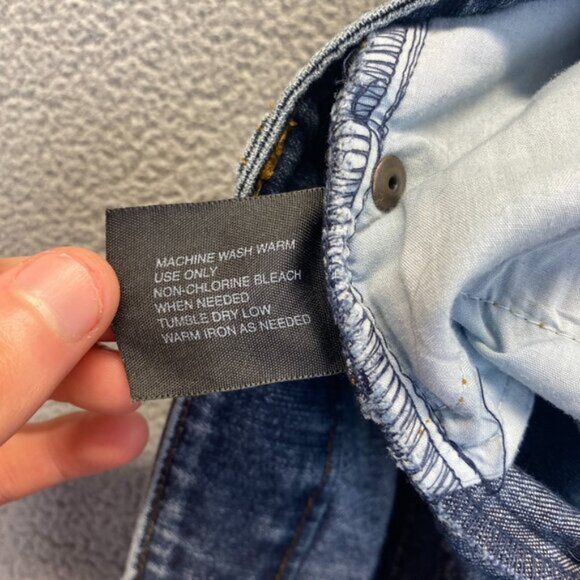 MACHINE WASH WARM
USE ONLY
NON-CHLORINE BLEACH
WHEN NEEDED
TUMBLE DRY LOW
WARM IRON AS NEEDED